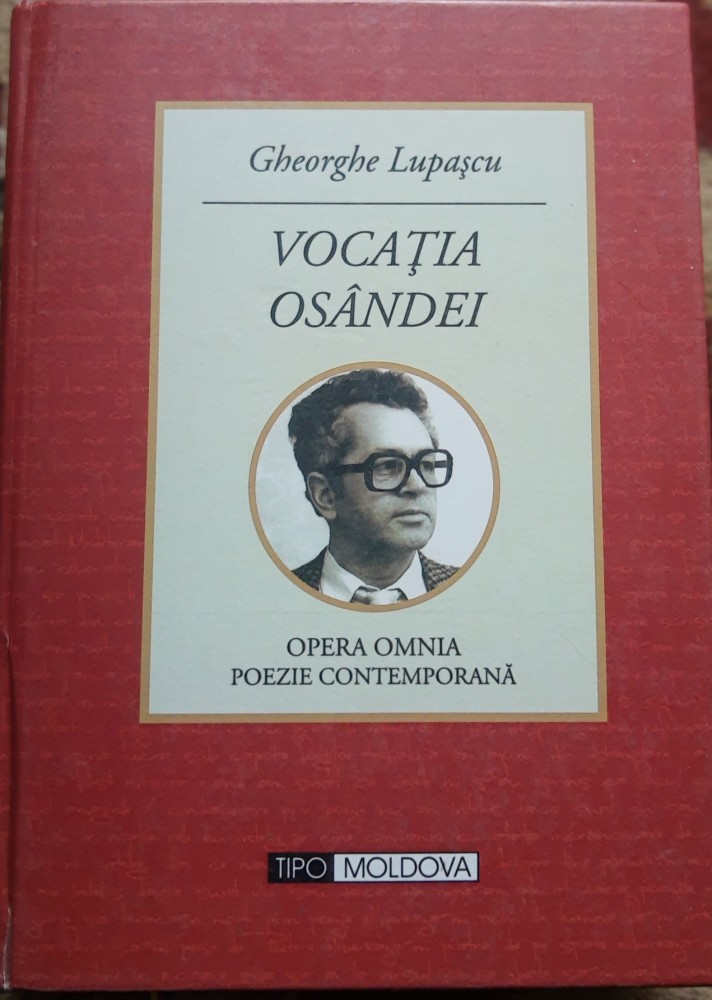 Gheorghe Lupaşcu
VOCAŢIA
OSÂNDEI
OPERA OMNIA
POEZIE CONTEMPORANĂ
TIPO MOLDOVA